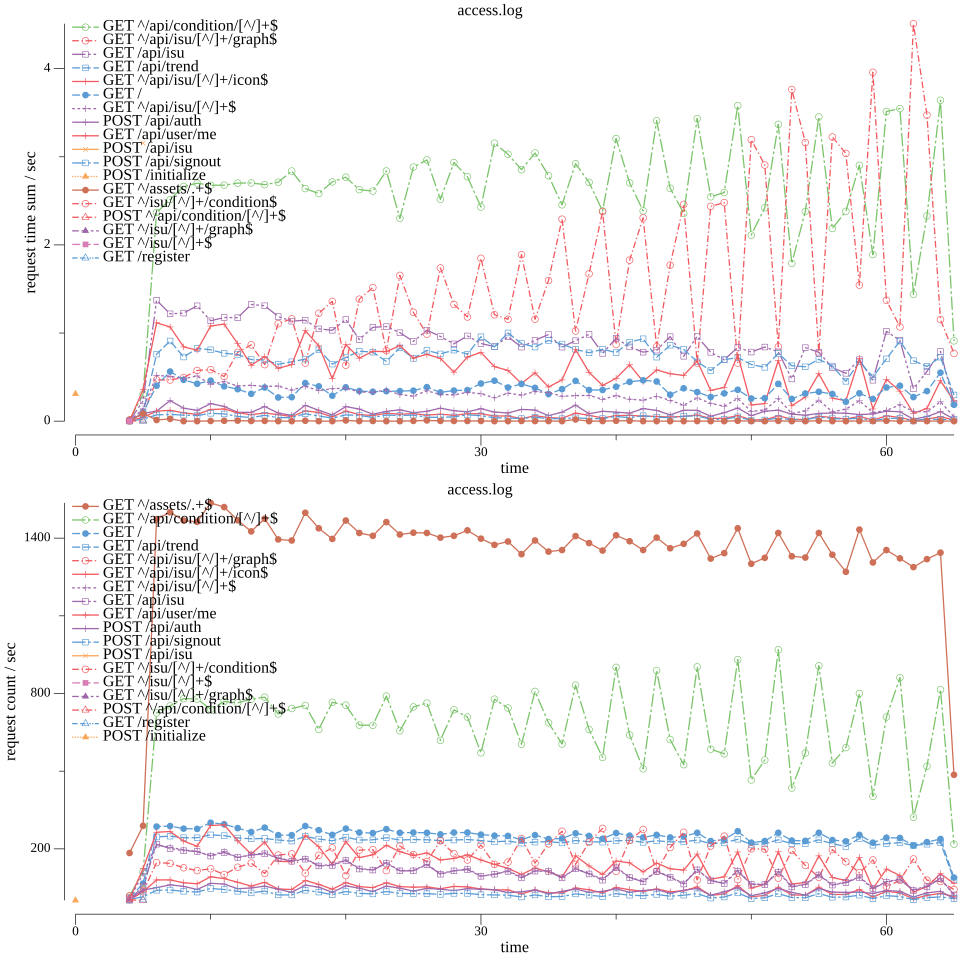 access.log
GET ^/api/condition/[^/]+$
GET ^/api/isu/[^/]+/graph$
GET /api/isu
GET /api/trend
GET ^/api/isu/[^/]+/icon$
GET /
GET ^/api/isu/[^/]+$
POST /api/auth
GET /api/user/me
POST /api/isu
POST /api/signout
POST /initialize
GET ^/assets/.+$
GET ^/isu/[^/]+/condition$
POST ^/api/condition/[^/]+$
GET ^/isu/[^/]+/graph$
GET ^/isu/[^/]+$
GET /register
4
2
0
request time sum / sec
0 30 60
time
access.log
GET ^/assets/.+$
GET ^/api/condition/[^/]+$
GET /
GET /api/trend
GET ^/api/isu/[^/]+/graph$
GET ^/api/isu/[^/]+/icon$
GET ^/api/isu/[^/]+$
GET /api/isu
GET /api/user/me
POST /api/auth
POST /api/signout
POST /api/isu
GET ^/isu/[^/]+/condition$
GET ^/isu/[^/]+$
GET ^/isu/[^/]+/graph$
POST ^/api/condition/[^/]+$
GET /register
POST /initialize
1400
800
200
request count / sec
0 30 60
time